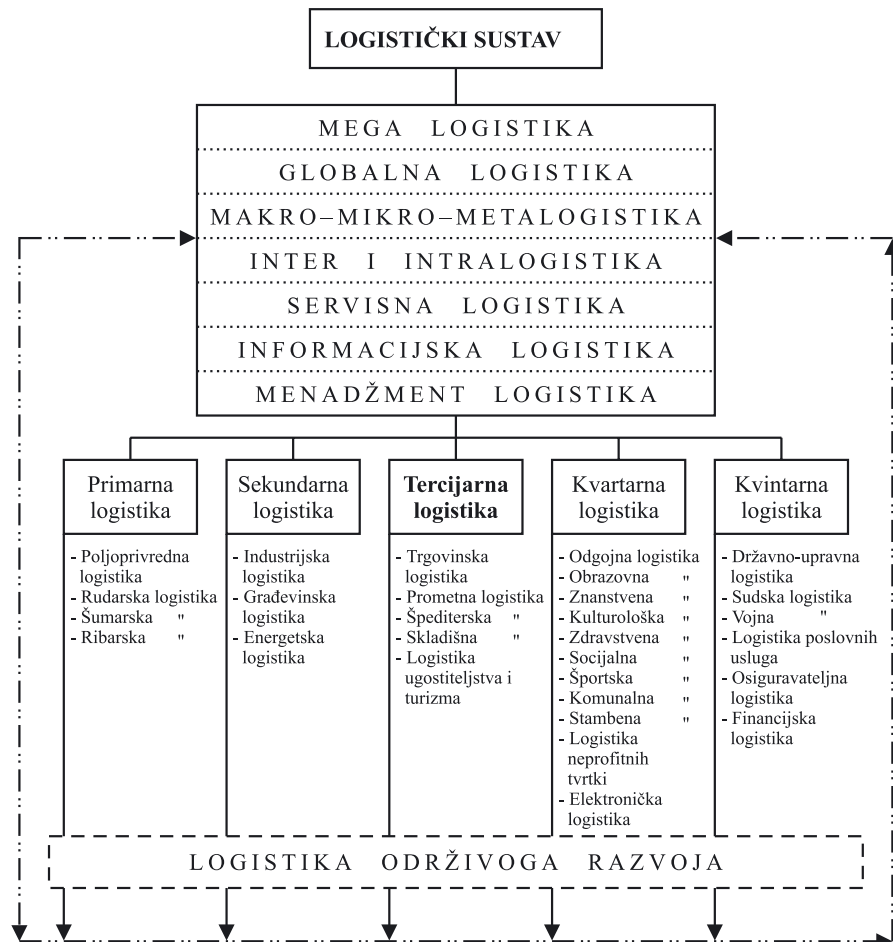 LOGISTIČKI SUSTAV
MEGA LOGISTIKA
GLOBALNA LOGISTIKA
MAKRO–MIKRO–METALOGISTIKA
INTER I INTRALOGISTIKA
SERVISNA LOGISTIKA
INFORMACIJSKA LOGISTIKA
MENADŽMENT LOGISTIKA
Primarna
logistika
- Poljoprivredna
logistika
- Rudarska logistika
- Šumarska "
- Ribarska "
Sekundarna
logistika
- Industrijska
logistika
- Građevinska
logistika
- Energetska
logistika
Tercijarna
logistika
- Trgovinska
logistika
- Prometna logistika
- Špediterska "
- Skladišna "
- Logistika
ugostiteljstva i
turizma
Kvartarna
logistika
- Odgojna logistika
- Obrazovna "
- Znanstvena "
- Kulturološka "
- Zdravstvena "
- Socijalna "
- Športska "
- Komunalna "
- Stambena "
- Logistika
neprofitnih
tvrtki
- Elektronička
logistika
Kvintarna
logistika
- Državno-upravna
logistika
- Sudska logistika
- Vojna "
- Logistika poslovnih
usluga
- Osiguravateljna
logistika
- Financijska
logistika
LOGISTIKA ODRŽIVOGA RAZVOJA